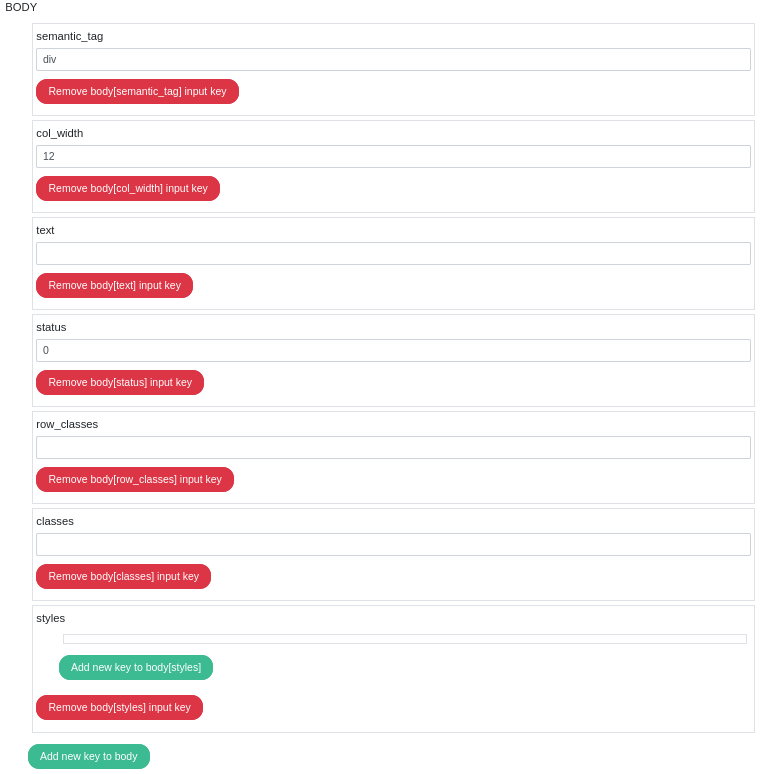 BODY
semantic_tag
div
Remove body[semantic_tag] input key
col_width
12
Remove body[col_width] input key
text
Remove body[text] input key
status
0
Remove body[status] input key
row_classes
Remove body[row_classes] input key
classes
Remove body[classes] input key
styles
Add new key to body[styles]
Remove body[styles] input key
Add new key to body